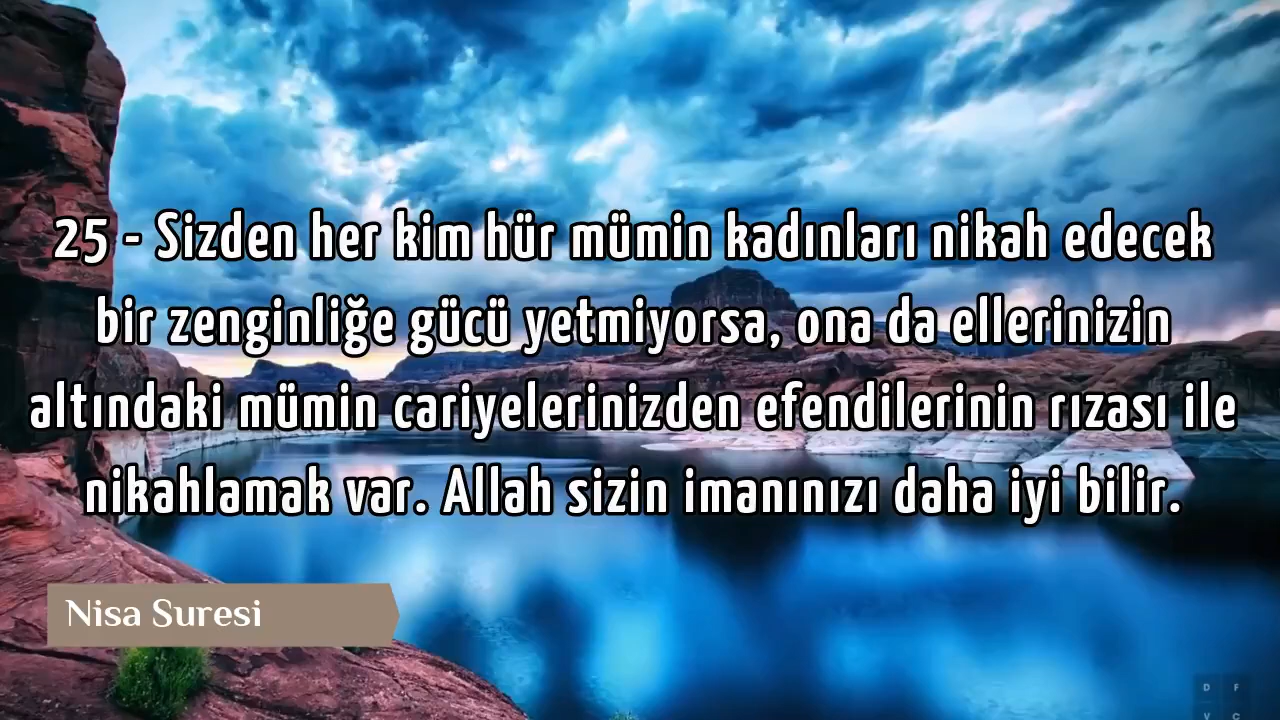 25 - Sizden her kim hür mümin kadınları nikah edecek
bir zenginliğe gücü yetmiyorsa, ona da ellerinizin
altındaki mümin cariyelerinizden efendilerinin rızası ile
nikahlamak var. Allah sizin imanınızı daha iyi bilir.
Nisa Suresi
D F
V C